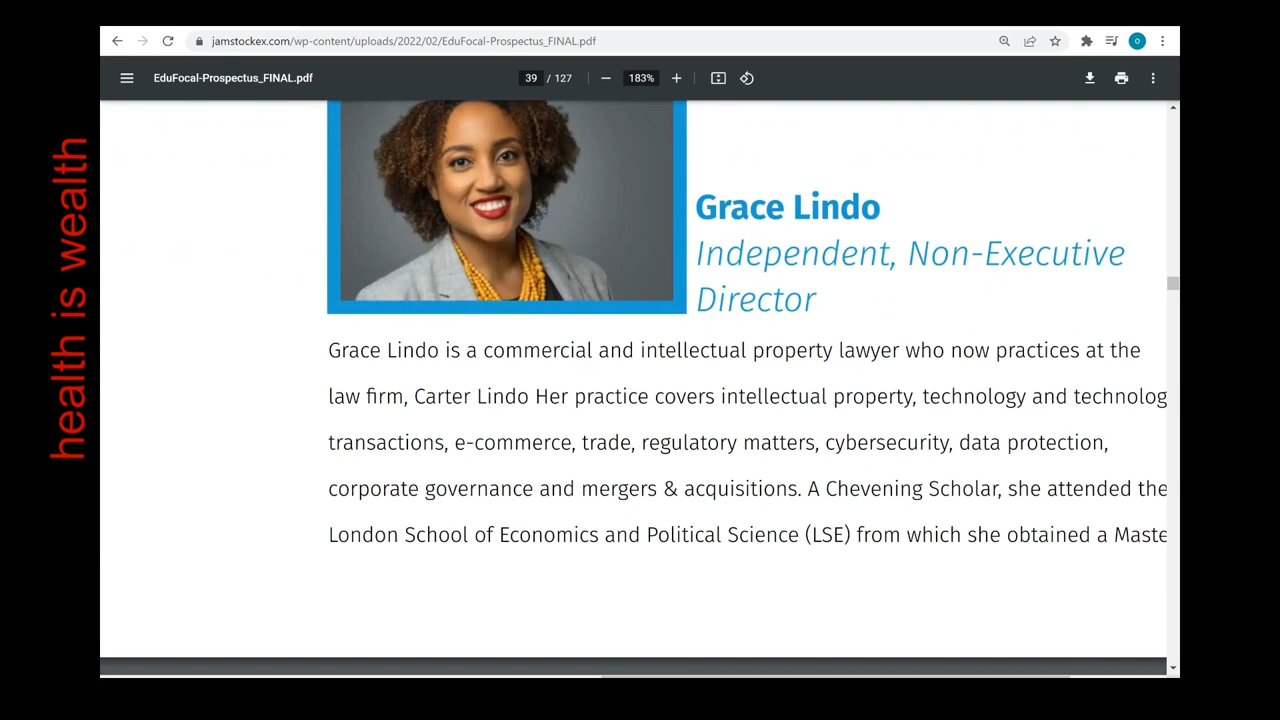 jamstockex.com/wp-content/uploads/2022/02/EduFocal-Prospectus_FINAL.pdf
EduFocal-Prospectus_FINAL.pdf
39 / 127
183%
health is wealth
Grace Lindo
Independent, Non-Executive
Director
Grace Lindo is a commercial and intellectual property lawyer who now practices at the
law firm, Carter Lindo Her practice covers intellectual property, technology and technolog
transactions, e-commerce, trade, regulatory matters, cybersecurity, data protection,
corporate governance and mergers & acquisitions. A Chevening Scholar, she attended the
London School of Economics and Political Science (LSE) from which she obtained a Maste